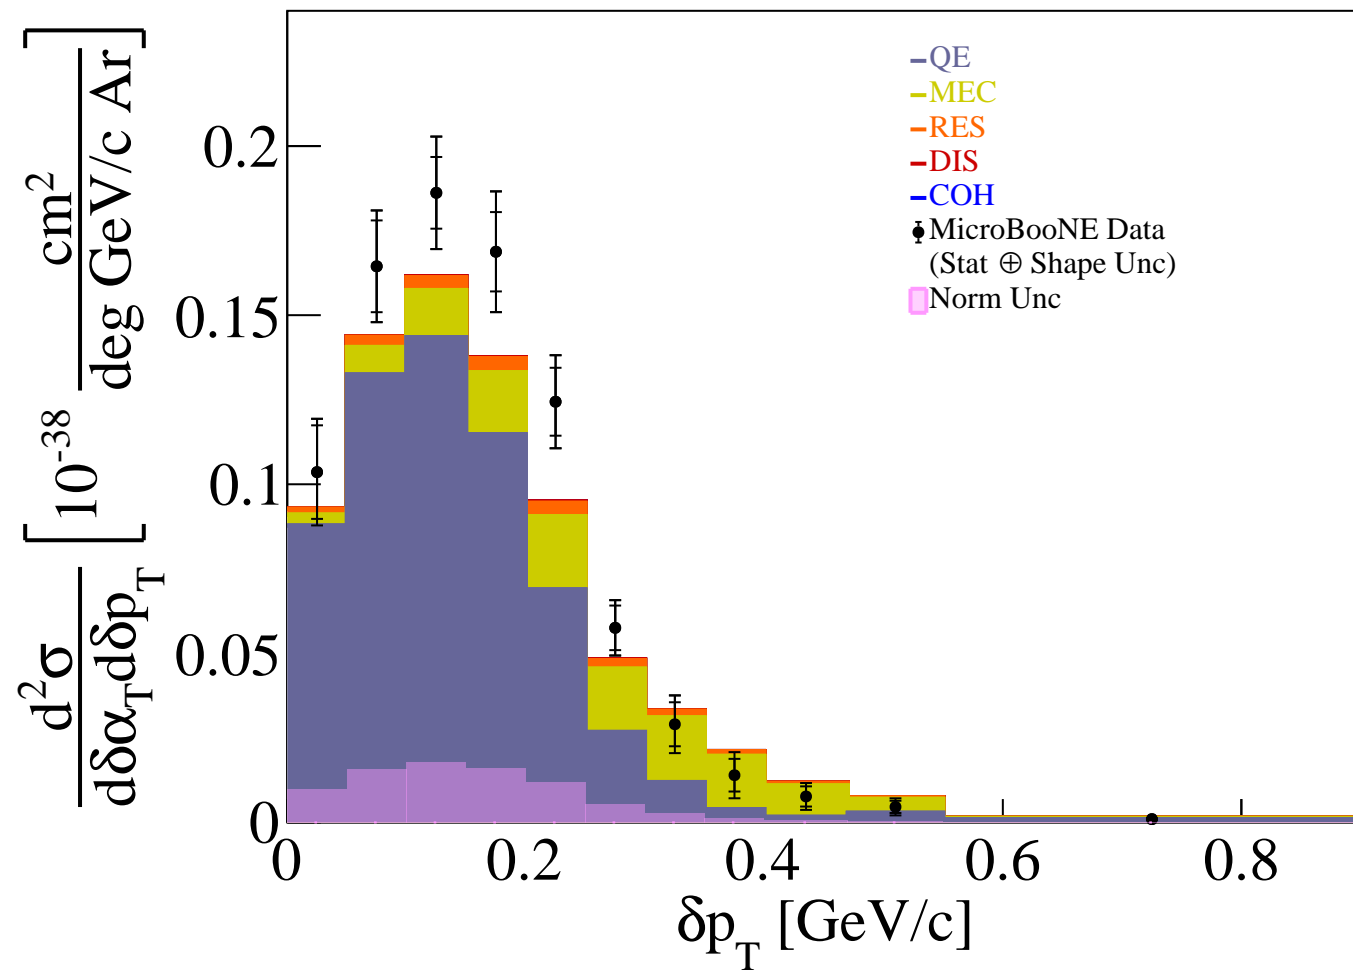 d²σ / dδα_T dδp_T [10⁻³⁸ cm² / deg GeV/c Ar]
QE
MEC
RES
DIS
COH
MicroBooNE Data
(Stat ⊕ Shape Unc)
Norm Unc
0.2
0.15
0.1
0.05
0
0 0.2 0.4 0.6 0.8
δp_T [GeV/c]